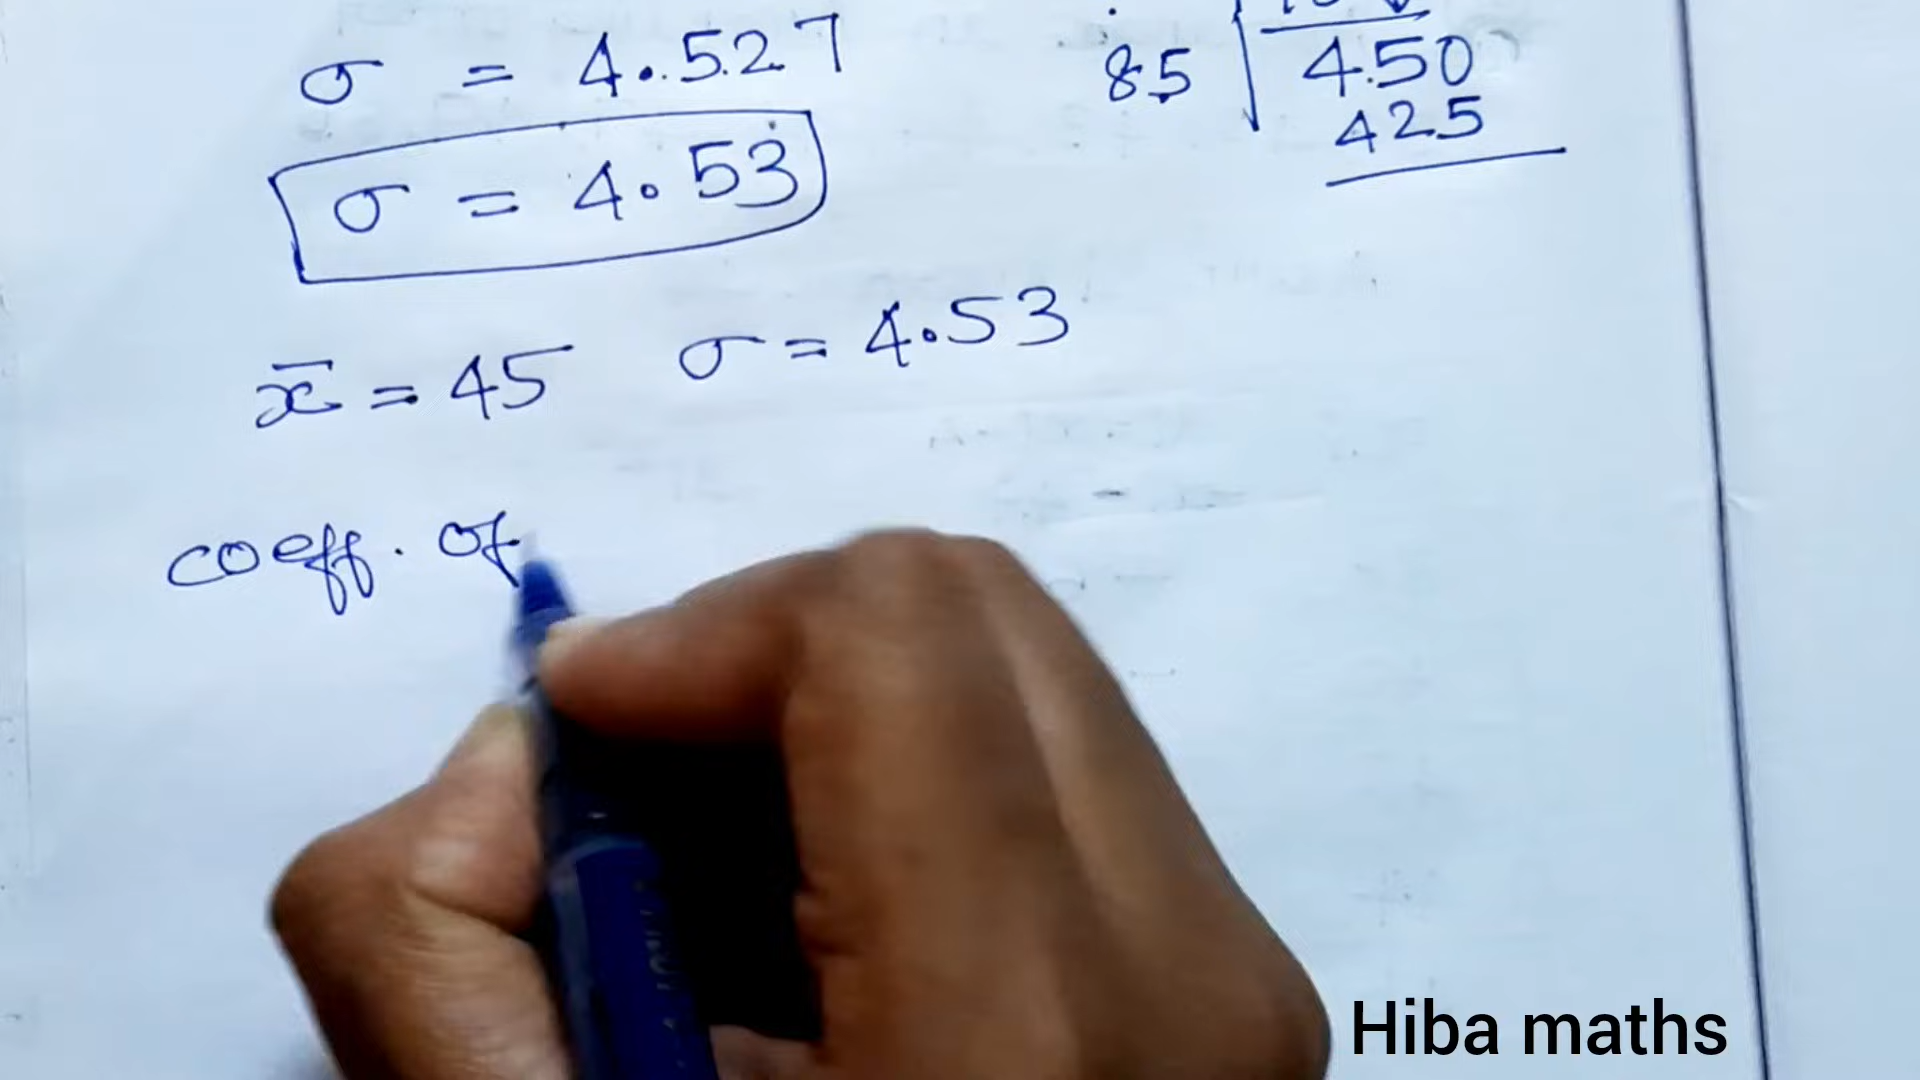 σ = 4.527
85 450
425
σ = 4.53
x̄ = 45 σ = 4.53
coeff. of
Hiba maths